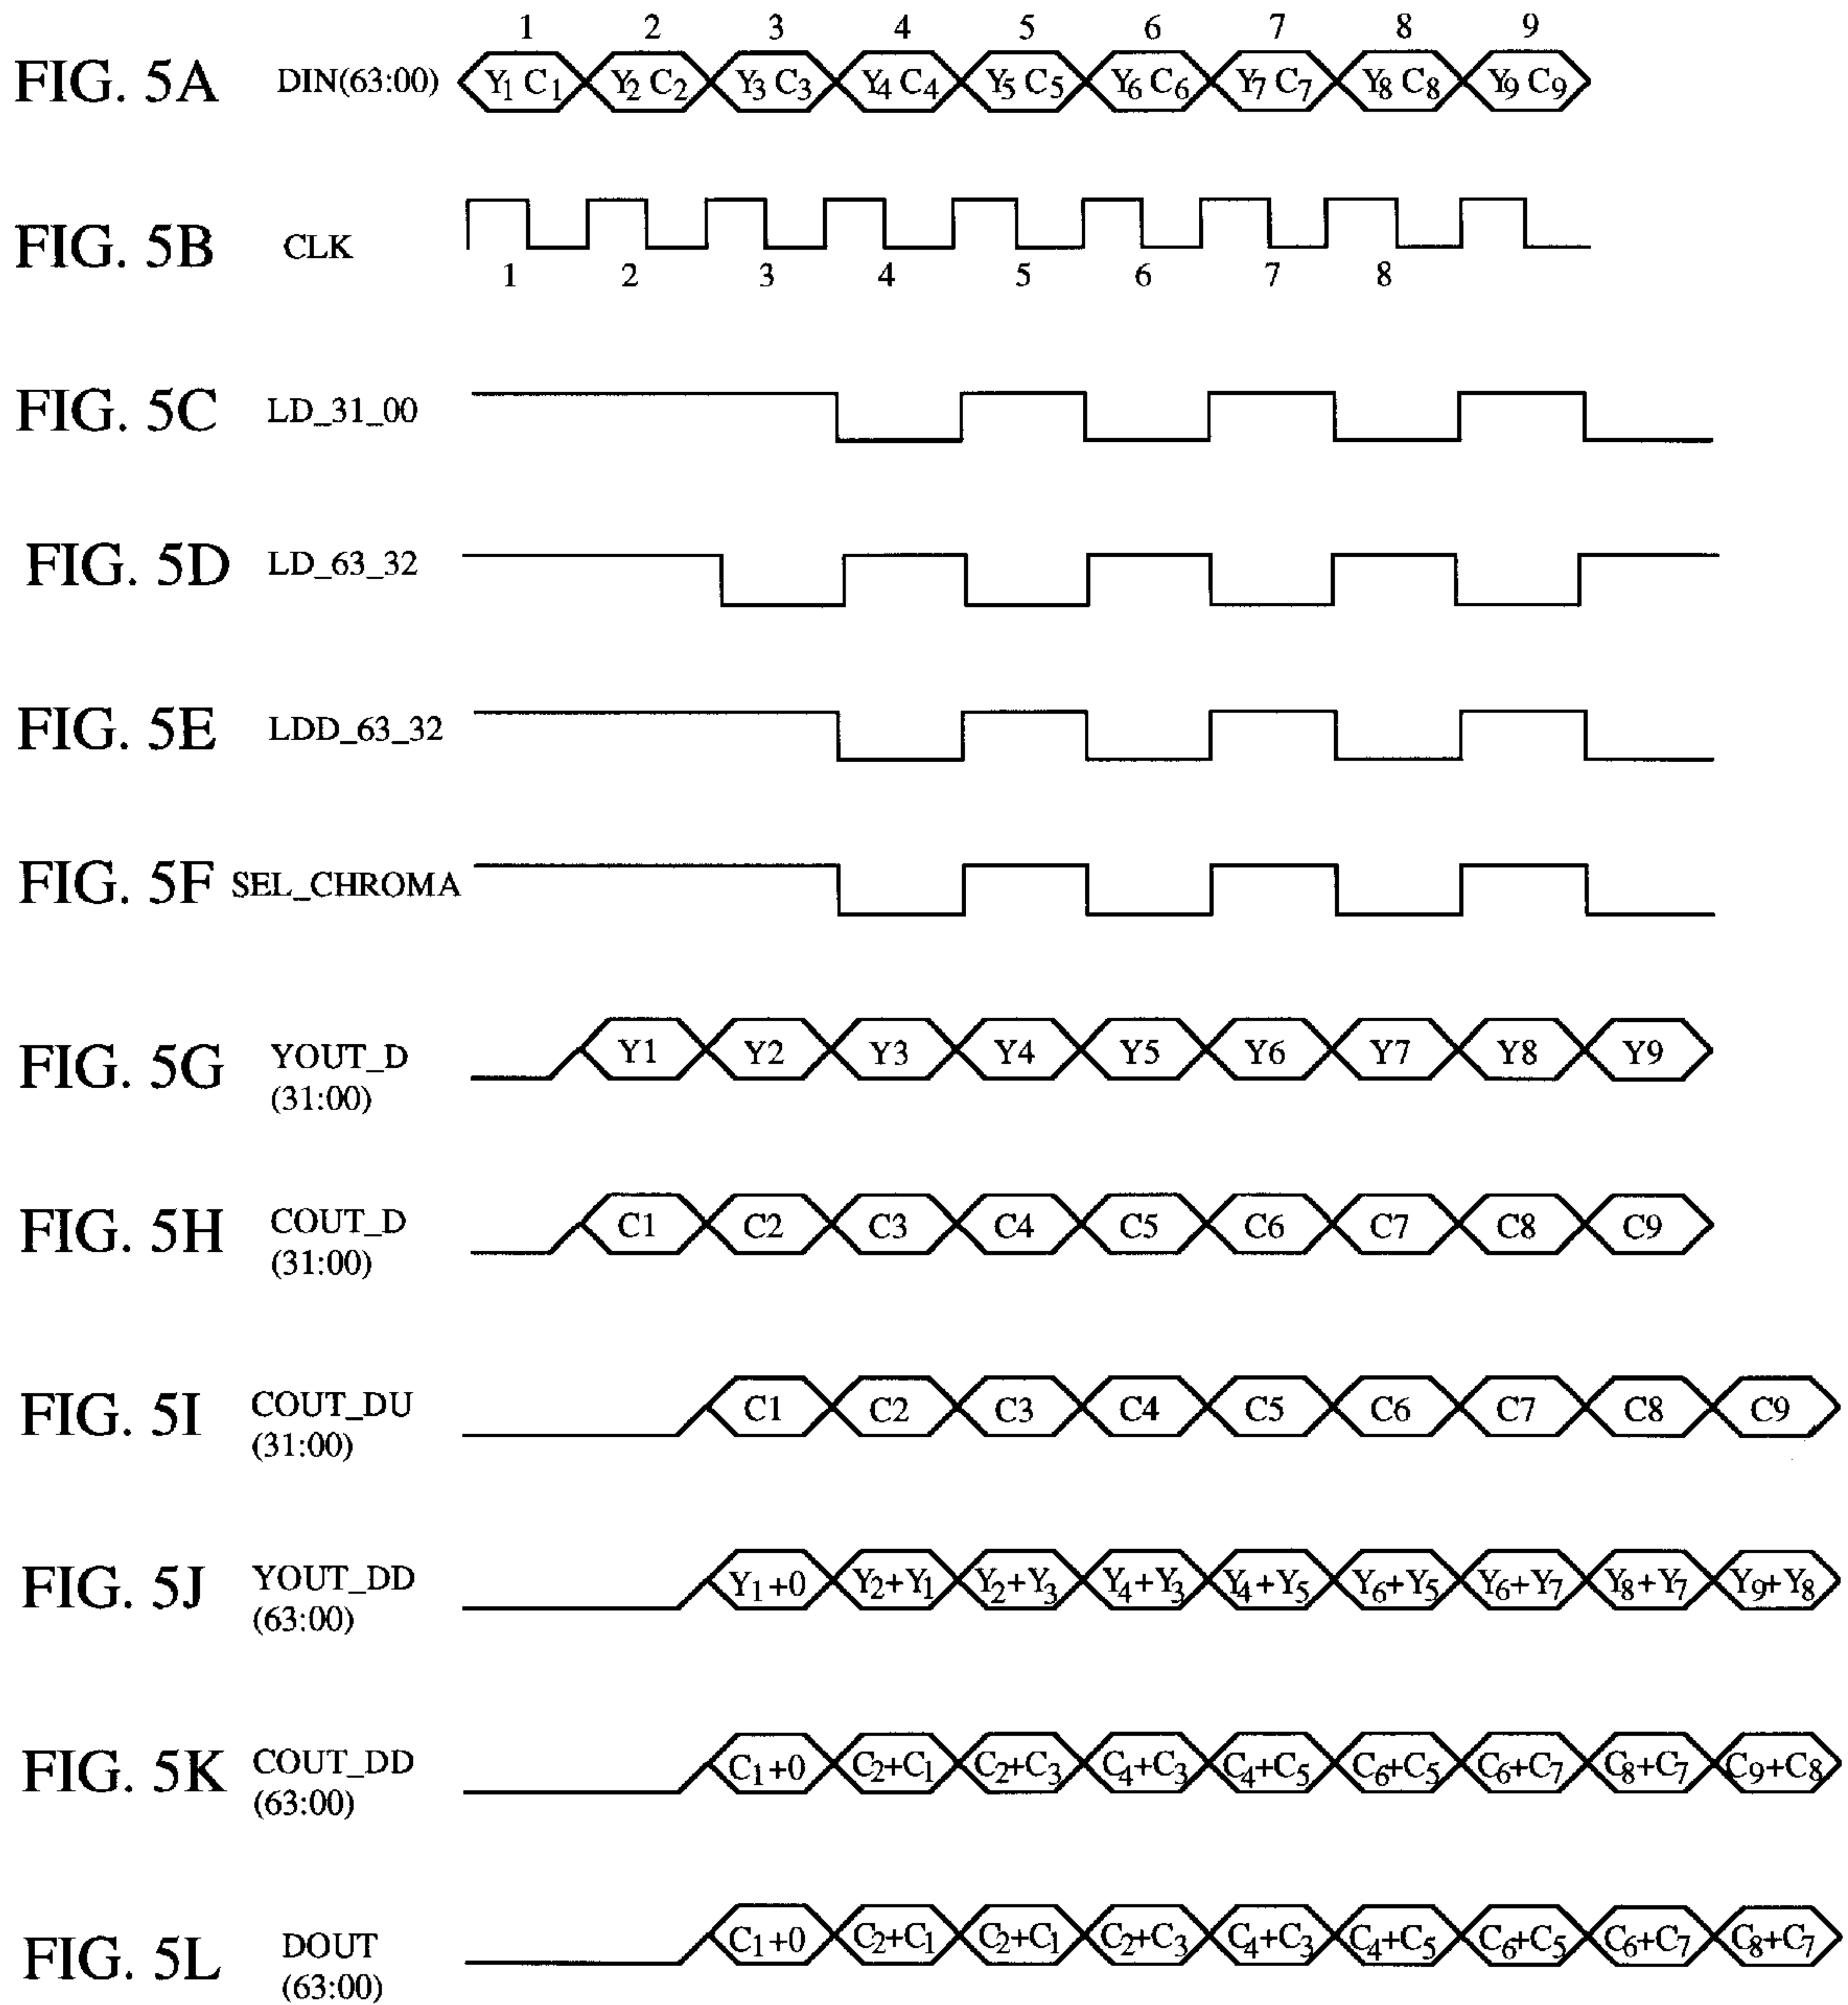 1 2 3 4 5 6 7 8 9
FIG. 5A DIN(63:00) Y1 C1 Y2 C2 Y3 C3 Y4 C4 Y5 C5 Y6 C6 Y7 C7 Y8 C8 Y9 C9
FIG. 5B CLK
1 2 3 4 5 6 7 8
FIG. 5C LD_31_00
FIG. 5D LD_63_32
FIG. 5E LDD_63_32
FIG. 5F SEL_CHROMA
FIG. 5G YOUT_D Y1 Y2 Y3 Y4 Y5 Y6 Y7 Y8 Y9
(31:00)
FIG. 5H COUT_D C1 C2 C3 C4 C5 C6 C7 C8 C9
(31:00)
FIG. 5I COUT_DU C1 C2 C3 C4 C5 C6 C7 C8 C9
(31:00)
FIG. 5J YOUT_DD Y1+0 Y2+Y1 Y2+Y3 Y4+Y3 Y4+Y5 Y6+Y5 Y6+Y7 Y8+Y7 Y9+Y8
(63:00)
FIG. 5K COUT_DD C1+0 C2+C1 C2+C3 C4+C3 C4+C5 C6+C5 C6+C7 C8+C7 C9+C8
(63:00)
FIG. 5L DOUT C1+0 C2+C1 C2+C1 C2+C3 C4+C3 C4+C5 C6+C5 C6+C7 C8+C7
(63:00)